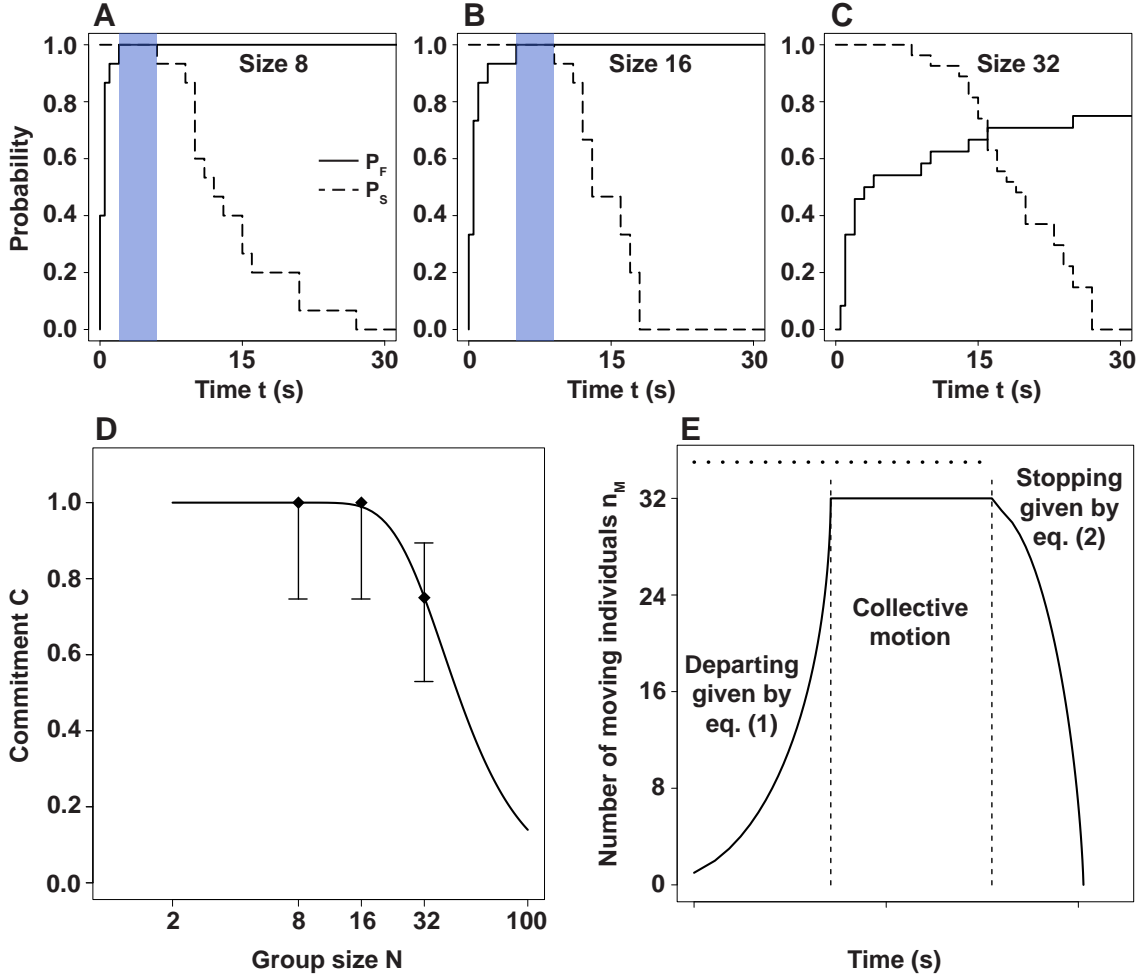 A
B
C
Probability
1.0
0.8
0.6
0.4
0.2
0.0
Size 8
P_F
P_S
0
15
30
Time t (s)
1.0
0.8
0.6
0.4
0.2
0.0
Size 16
0
15
30
Time t (s)
1.0
0.8
0.6
0.4
0.2
0.0
Size 32
0
15
30
Time t (s)
D
Commitment C
1.0
0.8
0.6
0.4
0.2
0.0
2
8
16
32
100
Group size N
E
Number of moving individuals n_M
32
24
16
8
0
Departing
given by
eq. (1)
Collective
motion
Stopping
given by
eq. (2)
Time (s)